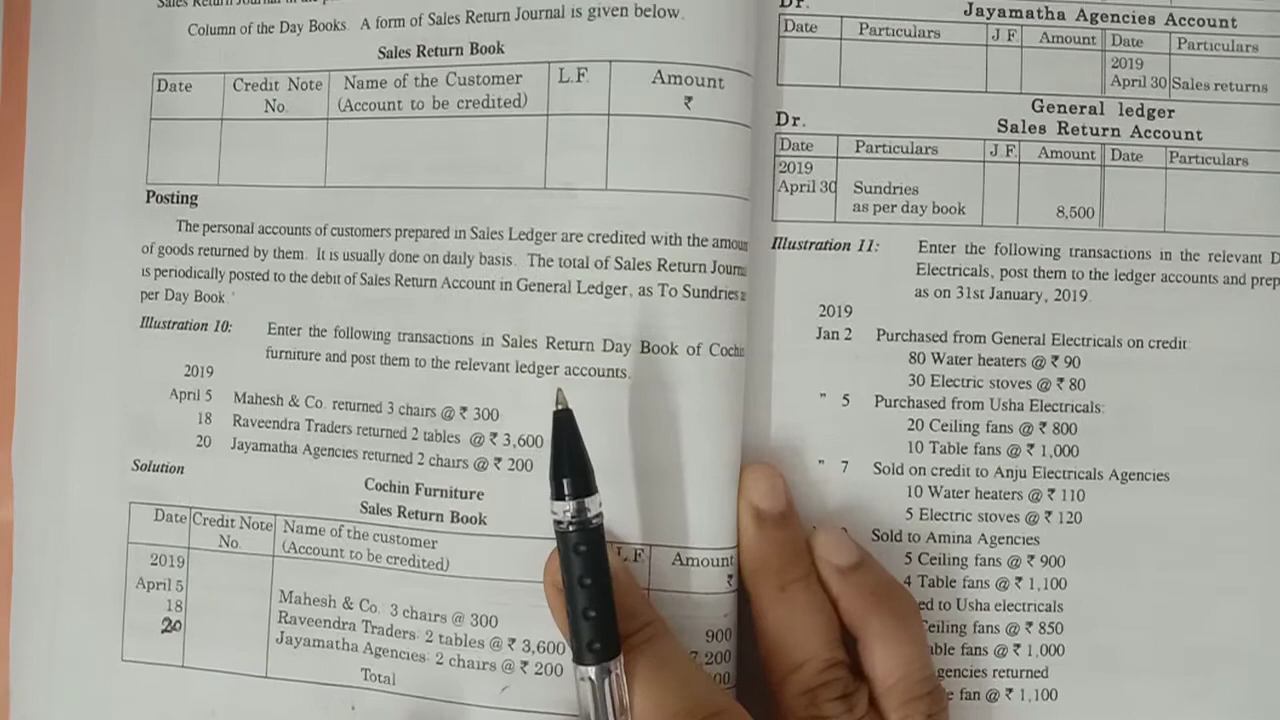 Column of the Day Books. A form of Sales Return Journal is given below.
Sales Return Book
Date
Credit Note No.
Name of the Customer (Account to be credited)
L.F.
Amount ₹
Posting
The personal accounts of customers prepared in Sales Ledger are credited with the
of goods returned by them. It is usually done on daily basis. The total of Sales Return
is periodically posted to the debit of Sales Return Account in General Ledger, as To Sundries
per Day Book.
Illustration 10: Enter the following transactions in Sales Return Day Book of
furniture and post them to the relevant ledger accounts.
2019
April 5 Mahesh & Co. returned 3 chairs @ ₹ 300
18 Raveendra Traders returned 2 tables @ ₹ 3,600
20 Jayamatha Agencies returned 2 chairs @ ₹ 200
Solution
Cochin Furniture
Sales Return Book
Date
Credit Note No.
Name of the customer (Account to be credited)
L.F.
Amount ₹
2019
April 5 Mahesh & Co. 3 chairs @ 300 900
18 Raveendra Traders: 2 tables @ ₹ 3,600 7,200
20 Jayamatha Agencies: 2 chairs @ ₹ 200
Total
Dr.
Jayamatha Agencies Account
Date Particulars J.F. Amount Date Particulars
2019
April 30 Sales returns
General ledger
Dr. Sales Return Account
Date Particulars J.F. Amount Date Particulars
2019
April 30 Sundries
as per day book 8,500
Illustration 11: Enter the following transactions in the relevant
Electricals, post them to the ledger accounts and
as on 31st January, 2019.
2019
Jan 2 Purchased from General Electricals on credit:
80 Water heaters @ ₹ 90
30 Electric stoves @ ₹ 80
" 5 Purchased from Usha Electricals:
20 Ceiling fans @ ₹ 800
10 Table fans @ ₹ 1,000
" 7 Sold on credit to Anju Electricals Agencies
10 Water heaters @ ₹ 110
5 Electric stoves @ ₹ 120
Sold to Amina Agencies
5 Ceiling fans @ ₹ 900
4 Table fans @ ₹ 1,100
to Usha electricals
fans @ ₹ 850
fans @ ₹ 1,000
returned
fan @ ₹ 1,100